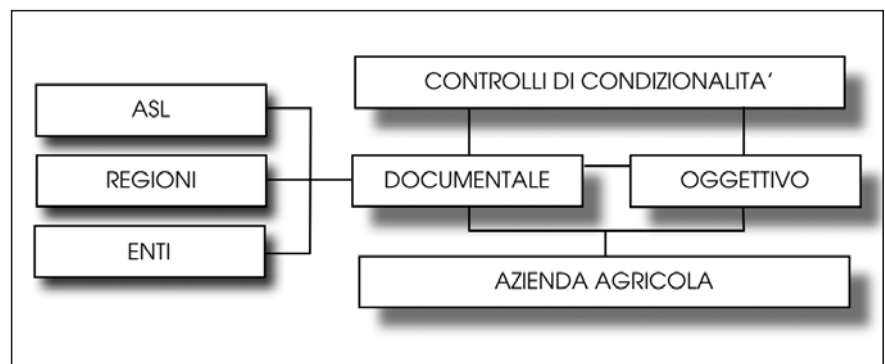 CONTROLLI DI CONDIZIONALITA'
ASL
REGIONI
DOCUMENTALE
OGGETTIVO
ENTI
AZIENDA AGRICOLA